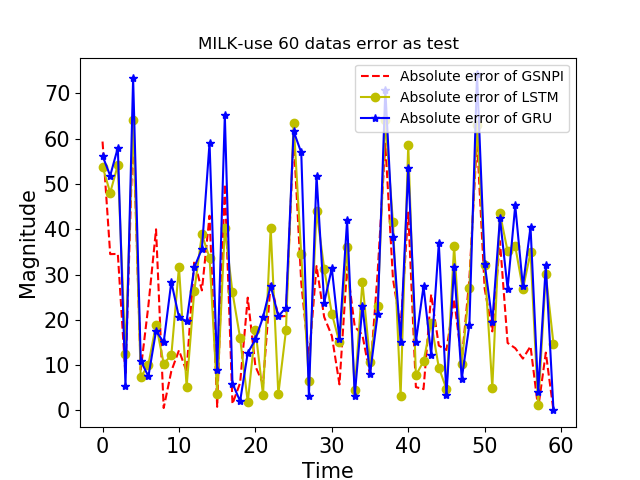 MILK-use 60 datas error as test
Absolute error of GSNPI
Absolute error of LSTM
Absolute error of GRU
Magnitude
70
60
50
40
30
20
10
0
0 10 20 30 40 50 60
Time